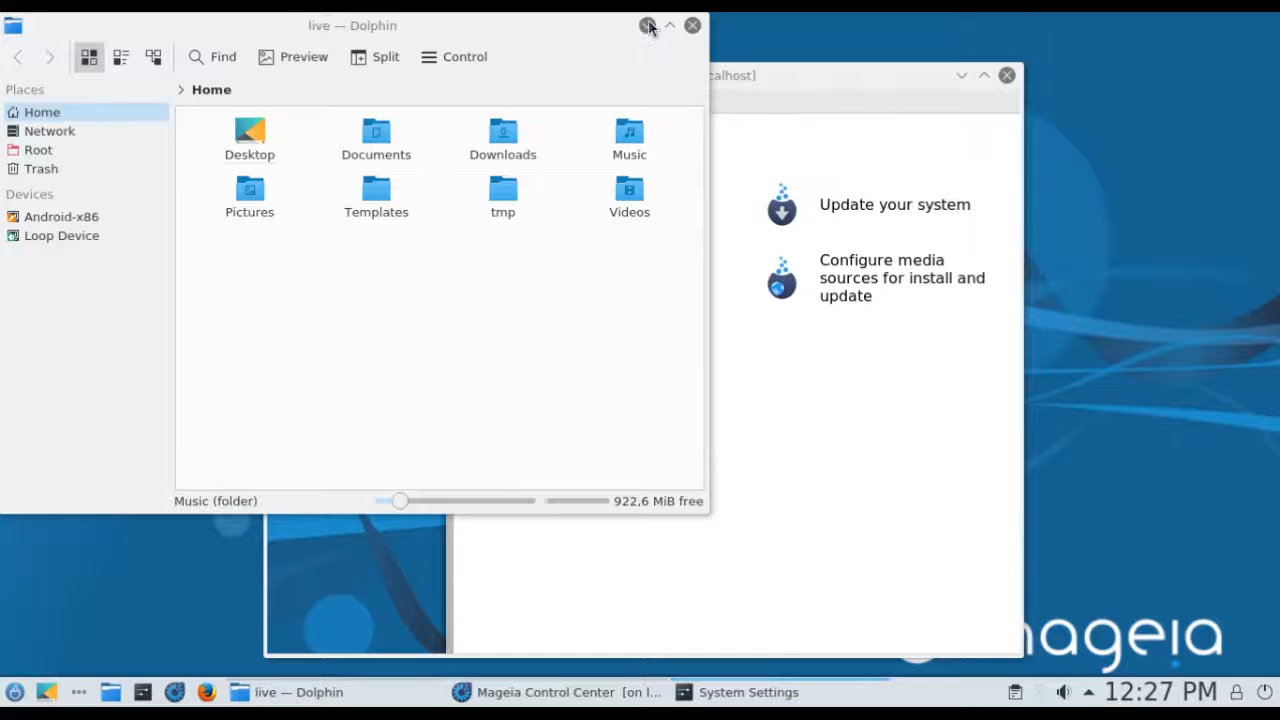 live — Dolphin
Find
Preview
Split
Control
Places
Home
calhost]
Home
Network
Root
Trash
Devices
Android-x86
Loop Device
Desktop
Documents
Downloads
Music
Pictures
Templates
tmp
Videos
Update your system
Configure media
sources for install and
update
Music (folder)
922,6 MiB free
mageia
live — Dolphin
Mageia Control Center [on l...
System Settings
12:27 PM